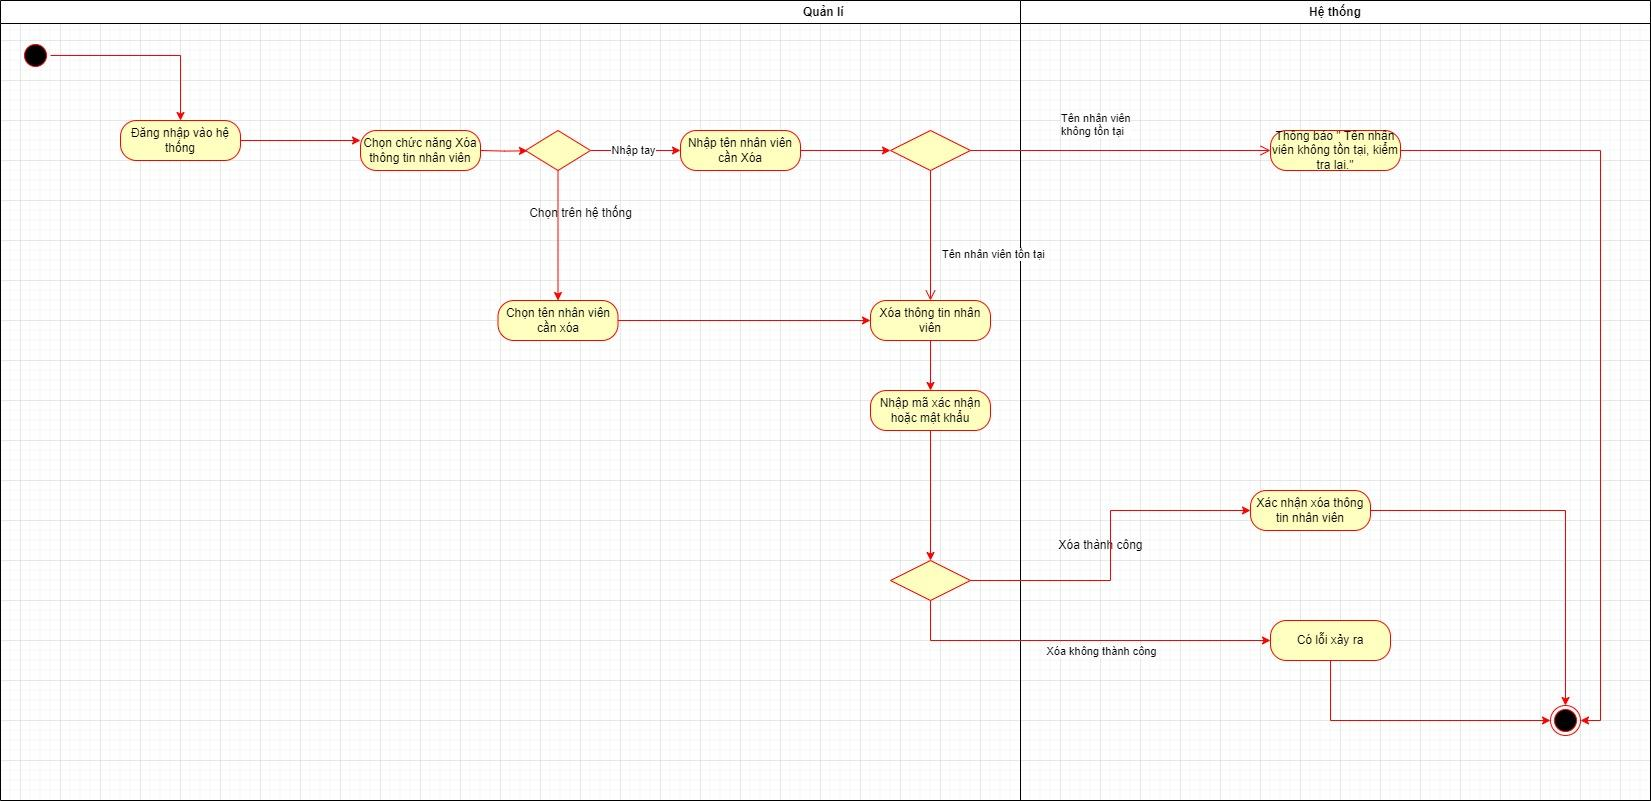 Quản lí
Hệ thống
Đăng nhập vào hệ
thống
Chọn chức năng Xóa
thông tin nhân viên
Nhập tay
Nhập tên nhân viên
cần Xóa
Tên nhân viên
không tồn tại
Thông báo " Tên nhân
viên không tồn tại, kiểm
tra lại."
Chọn trên hệ thống
Tên nhân viên tồn tại
Chọn tên nhân viên
cần xóa
Xóa thông tin nhân
viên
Nhập mã xác nhận
hoặc mật khẩu
Xác nhận xóa thông
tin nhân viên
Xóa thành công
Có lỗi xảy ra
Xóa không thành công